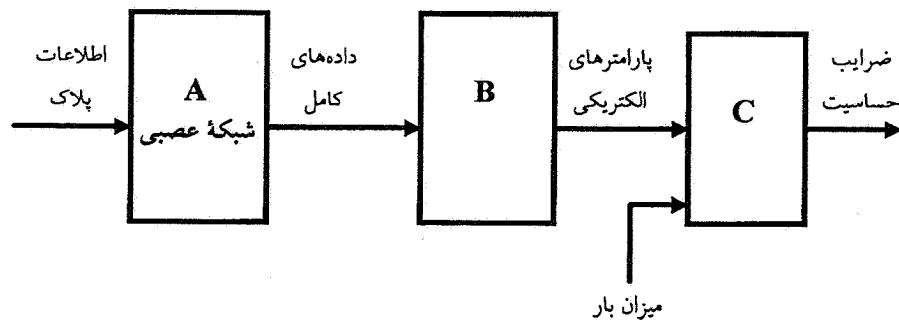 اطلاعات
پلاک
A
شبکهٔ عصبی
داده‌های
کامل
B
پارامترهای
الکتریکی
C
ضرایب
حساسیت
میزان بار